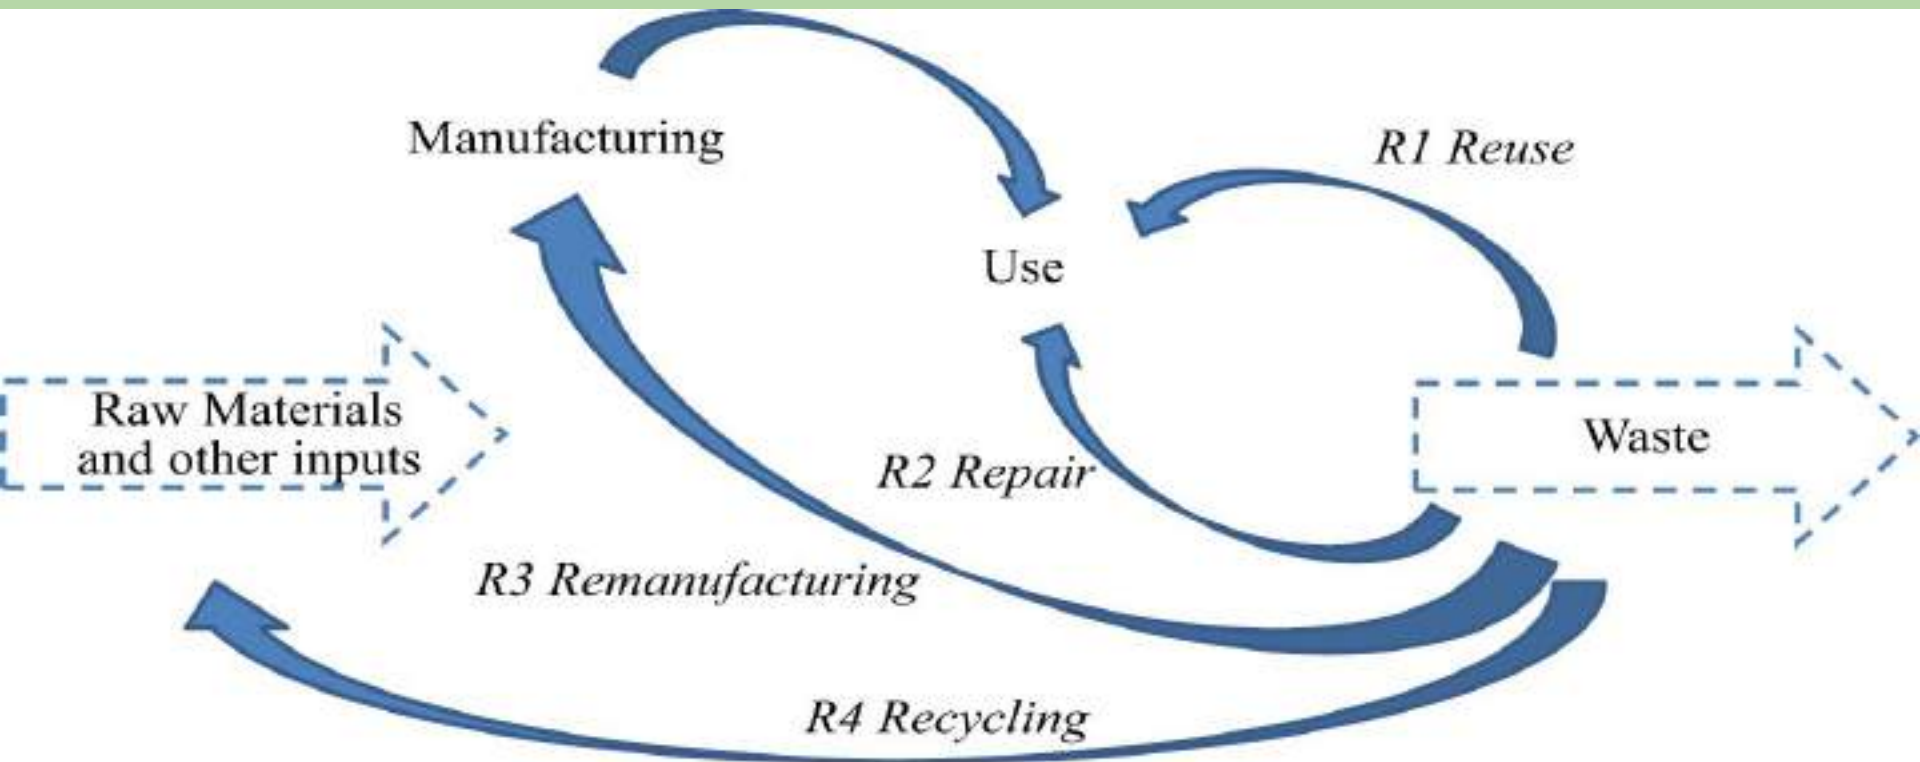 Manufacturing
R1 Reuse
Use
Raw Materials
and other inputs
Waste
R2 Repair
R3 Remanufacturing
R4 Recycling